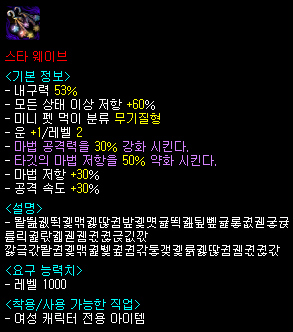 스타 웨이브
<기본 정보>
- 내구력 53%
- 모든 상태 이상 저항 +60%
- 미니 펫 먹이 분류 무기질형
- 운 +1/레벨 2
- 마법 공격력을 30% 강화 시킨다.
- 타깃의 마법 저항을 50% 약화 시킨다.
- 마법 저항 +30%
- 공격 속도 +30%
<설명>
<요구 능력치>
- 레벨 1000
<착용/사용 가능한 직업>
- 여성 캐릭터 전용 아이템